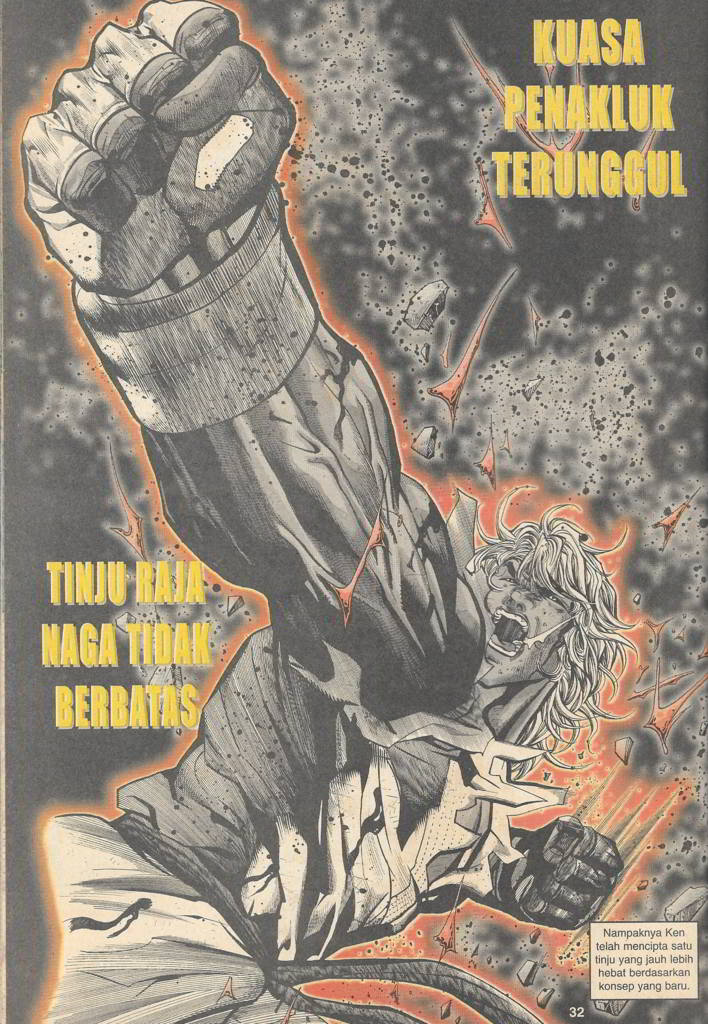 KUASA
PENAKLUK
TERUNGGUL
TINJU RAJA
NAGA TIDAK
BERBATAS
Nampaknya Ken
telah mencipta satu
tinju yang jauh lebih
hebat berdasarkan
konsep yang baru.
32